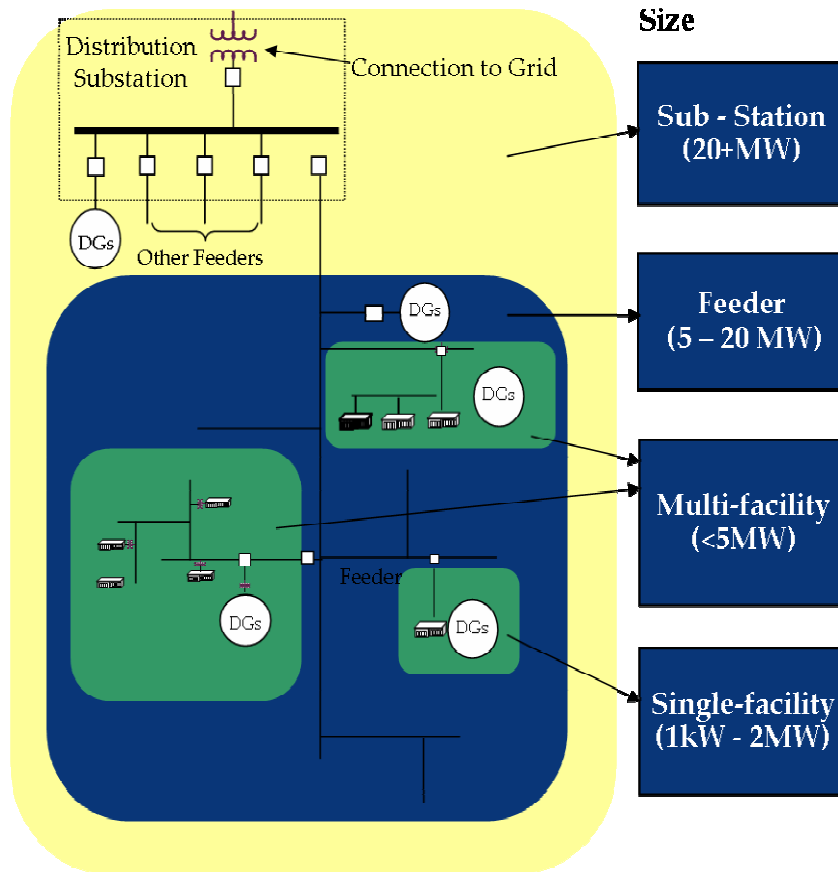 Size
Distribution
Substation
Connection to Grid
Sub - Station
(20+MW)
DGs
Other Feeders
DGs
Feeder
(5 – 20 MW)
DGs
Multi-facility
(<5MW)
Feeder
DGs
DGs
Single-facility
(1kW - 2MW)